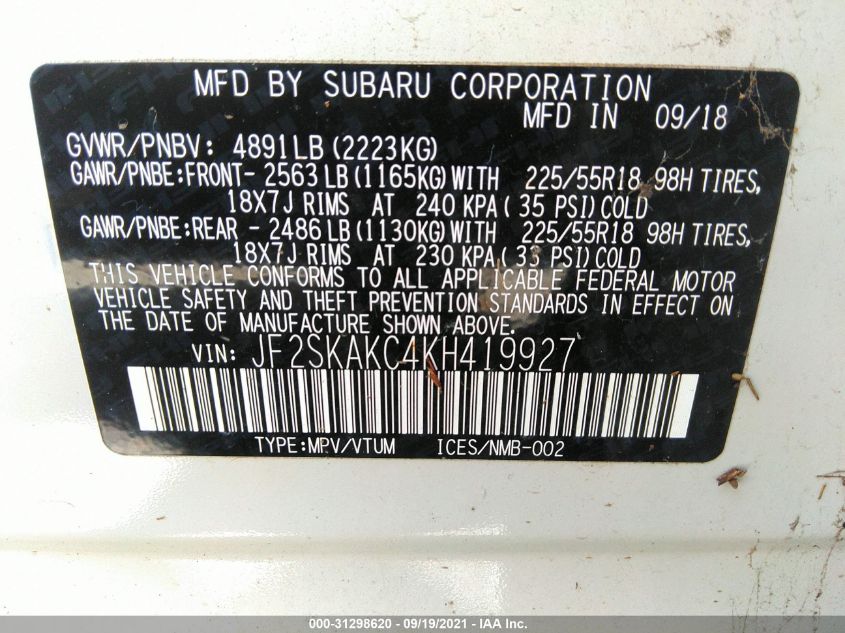 MFD BY SUBARU CORPORATION
MFD IN 09/18
GVWR/PNBV: 4891LB (2223KG)
GAWR/PNBE:FRONT- 2563 LB (1165KG)WITH 225/55R18 98H TIRES,
18X7J RIMS AT 240 KPA ( 35 PSI)COLD
GAWR/PNBE:REAR - 2486 LB (1130KG)WITH 225/55R18 98H TIRES,
18X7J RIMS AT 230 KPA ( 33 PSI)COLD
THIS VEHICLE CONFORMS TO ALL APPLICABLE FEDERAL MOTOR
VEHICLE SAFETY AND THEFT PREVENTION STANDARDS IN EFFECT ON
THE DATE OF MANUFACTURE SHOWN ABOVE.
VIN: JF2SKAKC4KH419927
TYPE:MPV/VTUM ICES/NMB-002
000-31298620 - 09/19/2021 - IAA Inc.